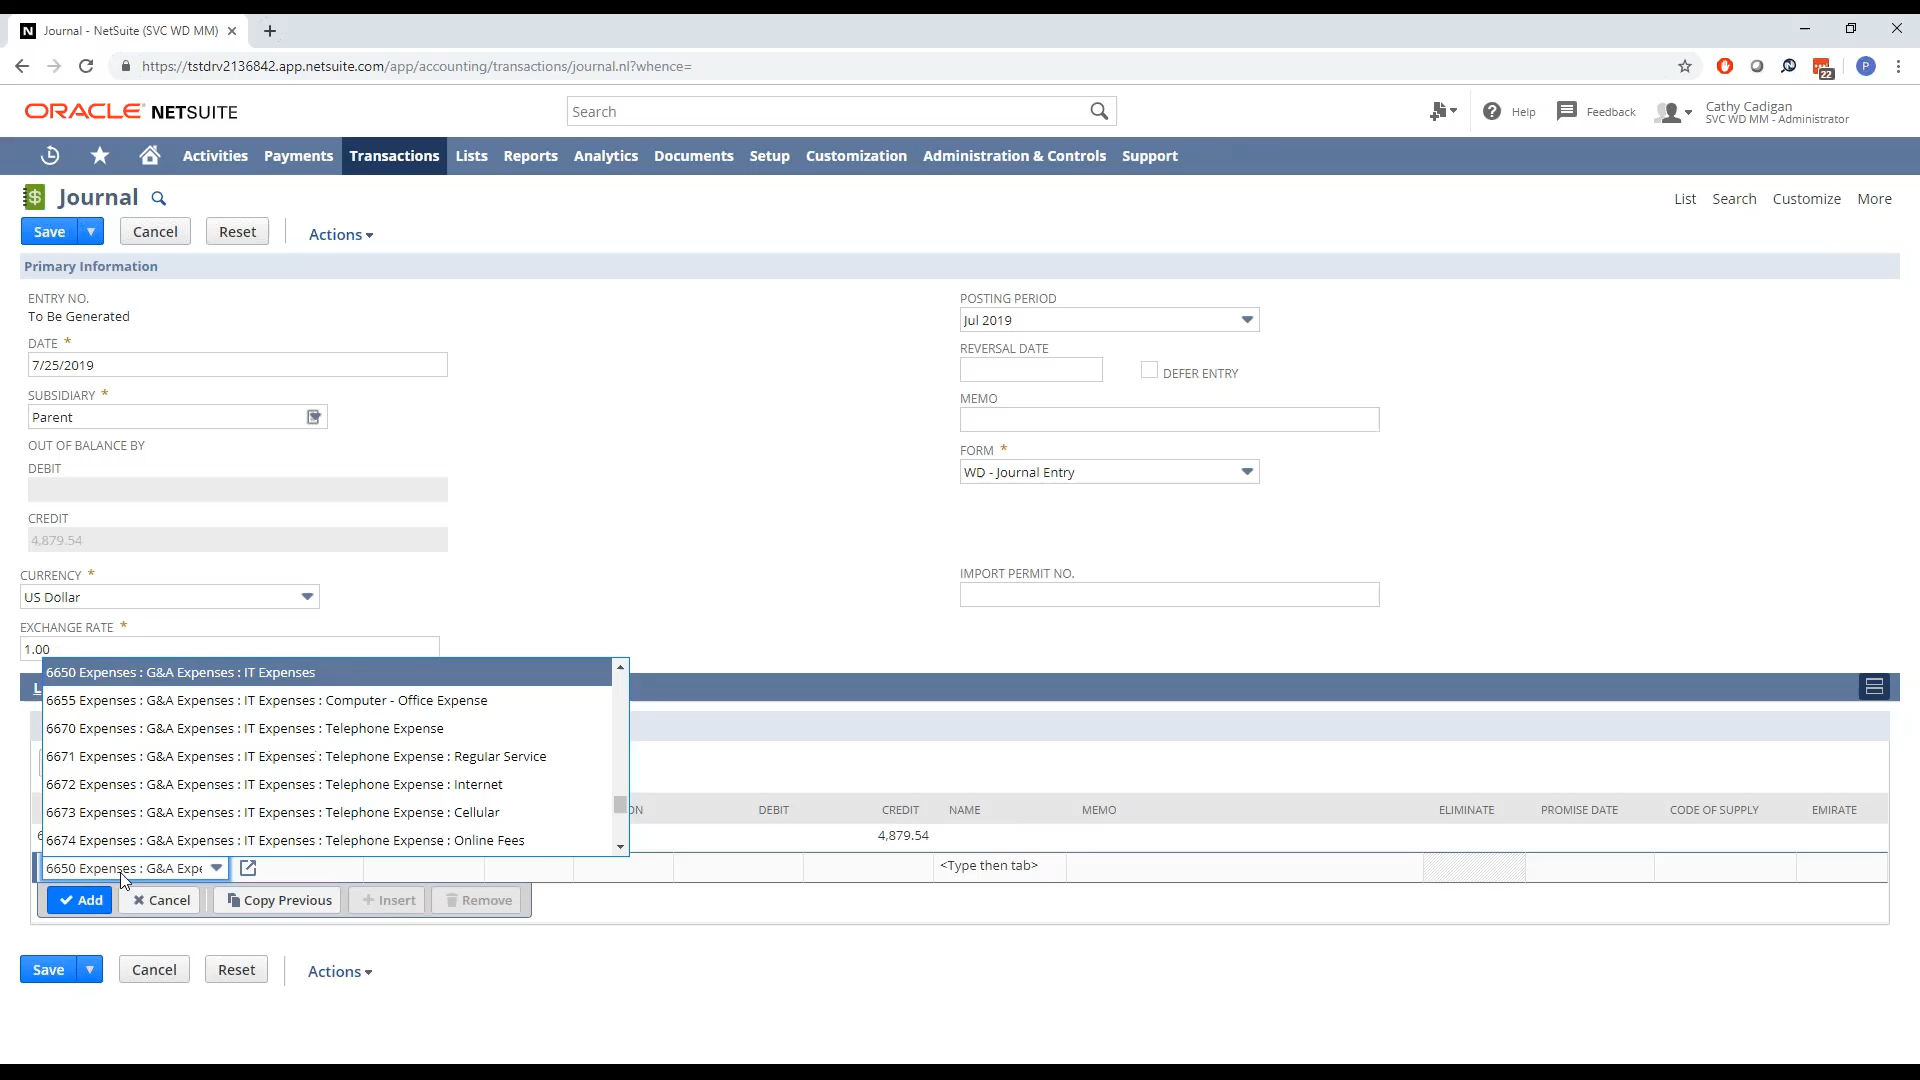 Journal - NetSuite (SVC WD MM)
https://tstdrv2136842.app.netsuite.com/app/accounting/transactions/journal.nl?whence=
22
P
ORACLE NETSUITE
Search
Help
Feedback
Cathy Cadigan
SVC WD MM - Administrator
Activities Payments Transactions Lists Reports Analytics Documents Setup Customization Administration & Controls Support
Journal
List Search Customize More
Save Cancel Reset Actions
Primary Information
ENTRY NO.
To Be Generated
DATE *
7/25/2019
SUBSIDIARY *
Parent
OUT OF BALANCE BY
DEBIT
CREDIT
4,879.54
CURRENCY *
US Dollar
EXCHANGE RATE *
1.00
POSTING PERIOD
Jul 2019
REVERSAL DATE
DEFER ENTRY
MEMO
FORM *
WD - Journal Entry
IMPORT PERMIT NO.
L
6650 Expenses : G&A Expenses : IT Expenses
6655 Expenses : G&A Expenses : IT Expenses : Computer - Office Expense
6670 Expenses : G&A Expenses : IT Expenses : Telephone Expense
6671 Expenses : G&A Expenses : IT Expenses : Telephone Expense : Regular Service
6672 Expenses : G&A Expenses : IT Expenses : Telephone Expense : Internet
6673 Expenses : G&A Expenses : IT Expenses : Telephone Expense : Cellular
6674 Expenses : G&A Expenses : IT Expenses : Telephone Expense : Online Fees
ON DEBIT CREDIT NAME MEMO ELIMINATE PROMISE DATE CODE OF SUPPLY EMIRATE
4,879.54
6650 Expenses : G&A Expe <Type then tab>
Add Cancel Copy Previous Insert Remove
Save Cancel Reset Actions